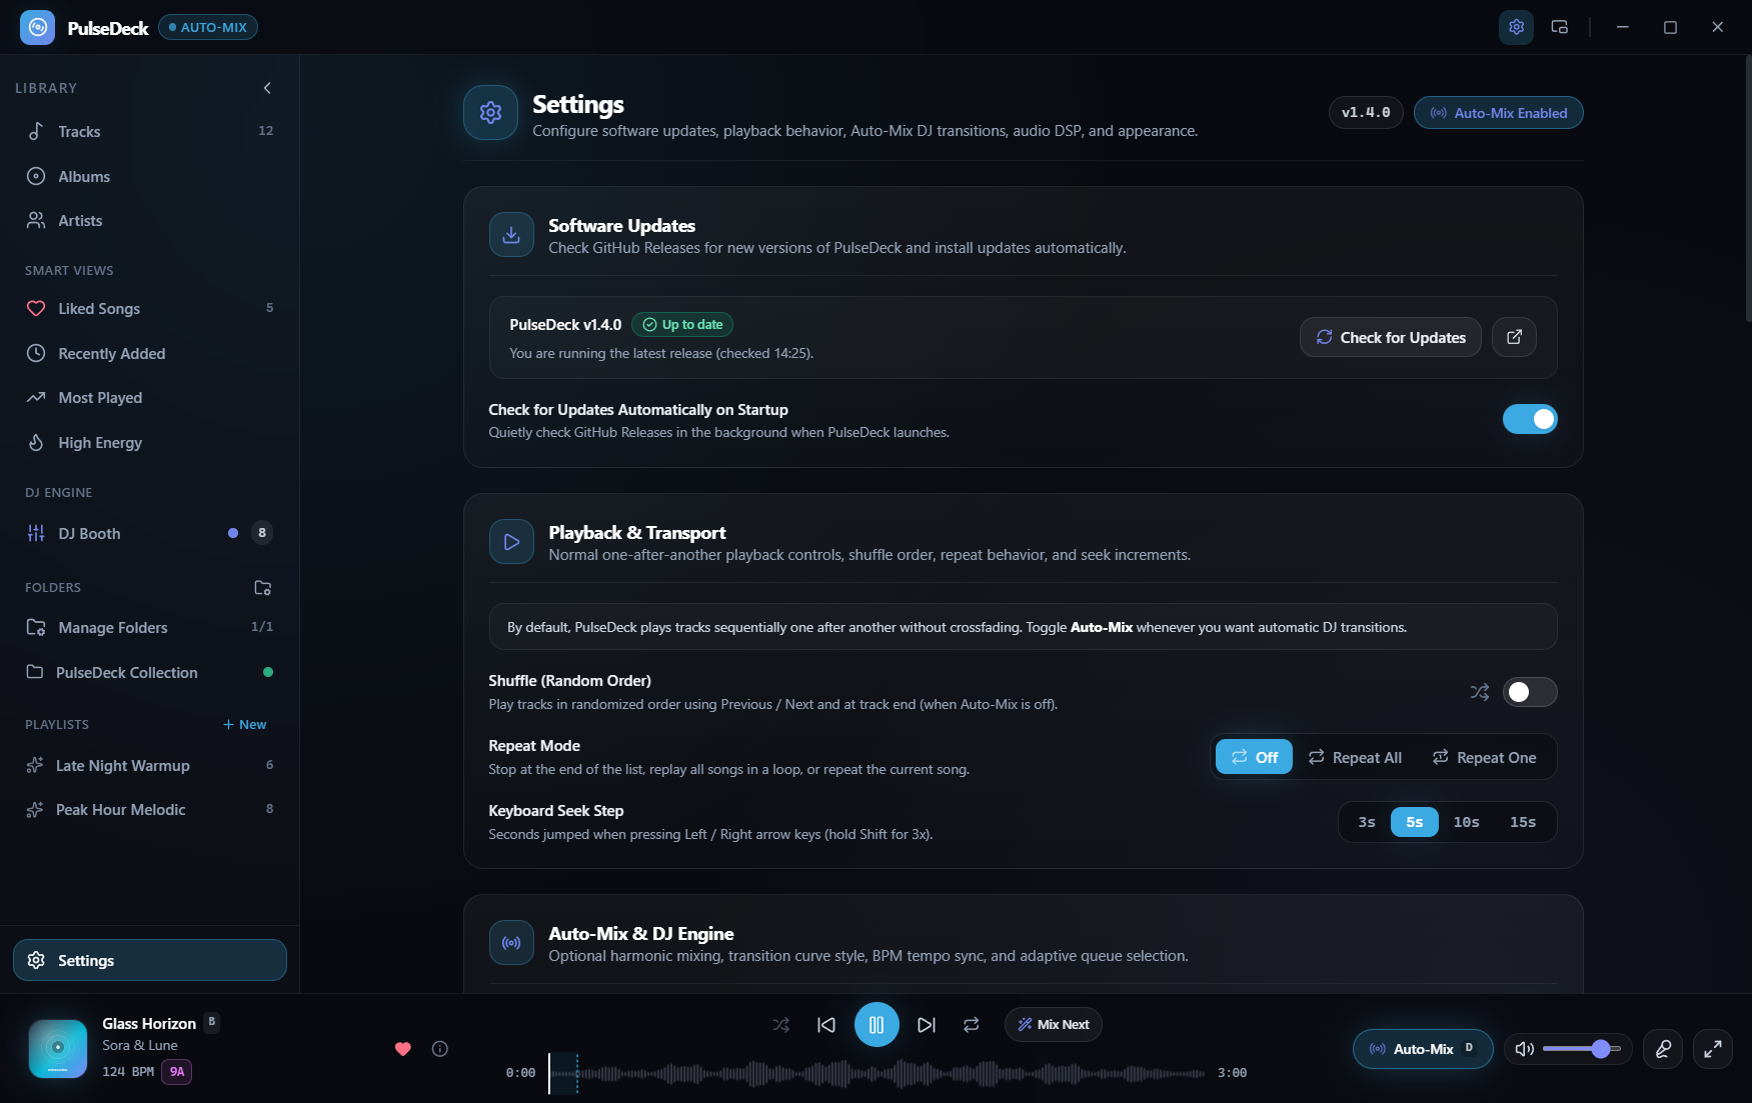 PulseDeck
AUTO-MIX
LIBRARY
Tracks 12
Albums
Artists
SMART VIEWS
Liked Songs 5
Recently Added
Most Played
High Energy
DJ ENGINE
DJ Booth 8
FOLDERS
Manage Folders 1/1
PulseDeck Collection
PLAYLISTS + New
Late Night Warmup 6
Peak Hour Melodic 8
Settings
Settings
Configure software updates, playback behavior, Auto-Mix DJ transitions, audio DSP, and appearance.
v1.4.0
Auto-Mix Enabled
Software Updates
Check GitHub Releases for new versions of PulseDeck and install updates automatically.
PulseDeck v1.4.0 Up to date
You are running the latest release (checked 14:25).
Check for Updates
Check for Updates Automatically on Startup
Quietly check GitHub Releases in the background when PulseDeck launches.
Playback & Transport
Normal one-after-another playback controls, shuffle order, repeat behavior, and seek increments.
By default, PulseDeck plays tracks sequentially one after another without crossfading. Toggle Auto-Mix whenever you want automatic DJ transitions.
Shuffle (Random Order)
Play tracks in randomized order using Previous / Next and at track end (when Auto-Mix is off).
Repeat Mode
Stop at the end of the list, replay all songs in a loop, or repeat the current song.
Off Repeat All Repeat One
Keyboard Seek Step
Seconds jumped when pressing Left / Right arrow keys (hold Shift for 3x).
3s 5s 10s 15s
Auto-Mix & DJ Engine
Optional harmonic mixing, transition curve style, BPM tempo sync, and adaptive queue selection.
Glass Horizon B
Sora & Lune
124 BPM 9A
Mix Next
0:00
3:00
Auto-Mix D